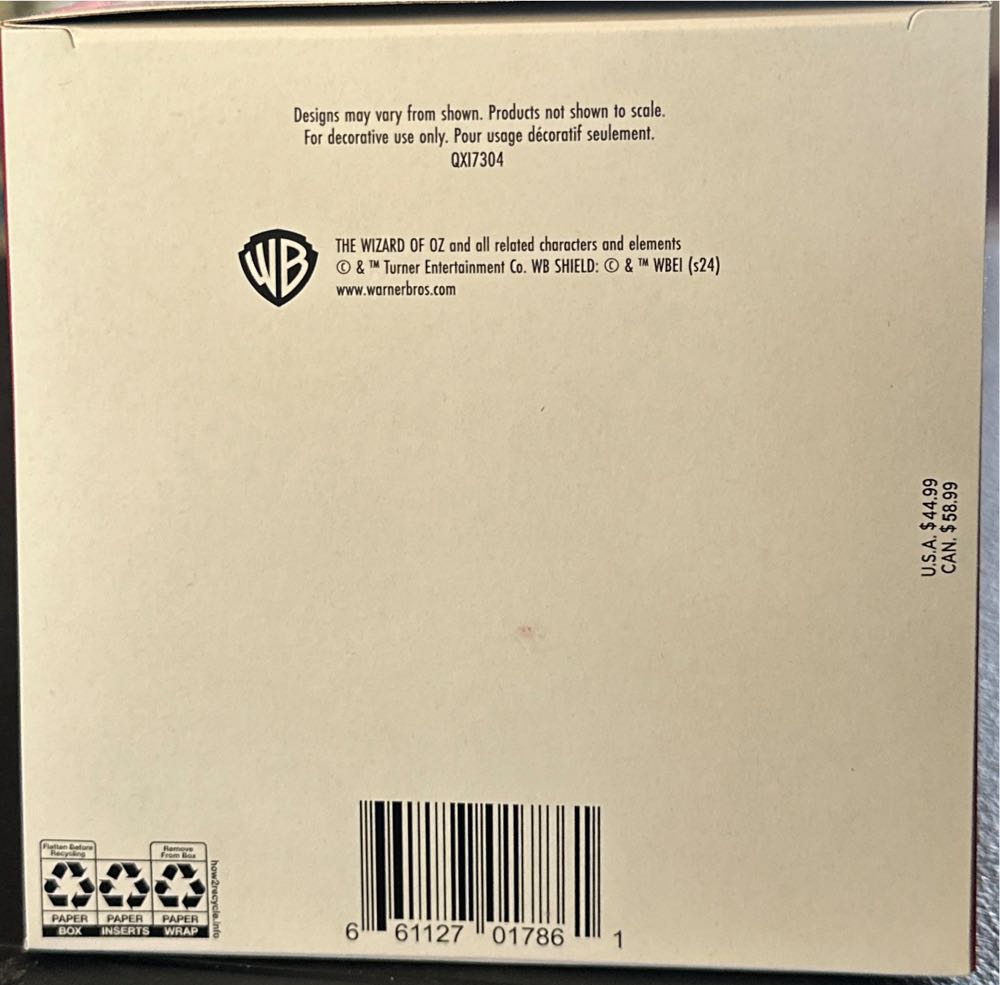 Designs may vary from shown. Products not shown to scale.
For decorative use only. Pour usage décoratif seulement.
QXI7304
WB
THE WIZARD OF OZ and all related characters and elements
© & ™ Turner Entertainment Co. WB SHIELD: © & ™ WBEI (s24)
www.warnerbros.com
U.S.A. $44.99
CAN. $58.99
Flatten Before
Recycling
Remove
From Box
PAPER
PAPER
PAPER
BOX
INSERTS
WRAP
how2recycle.info
6 61127 01786 1